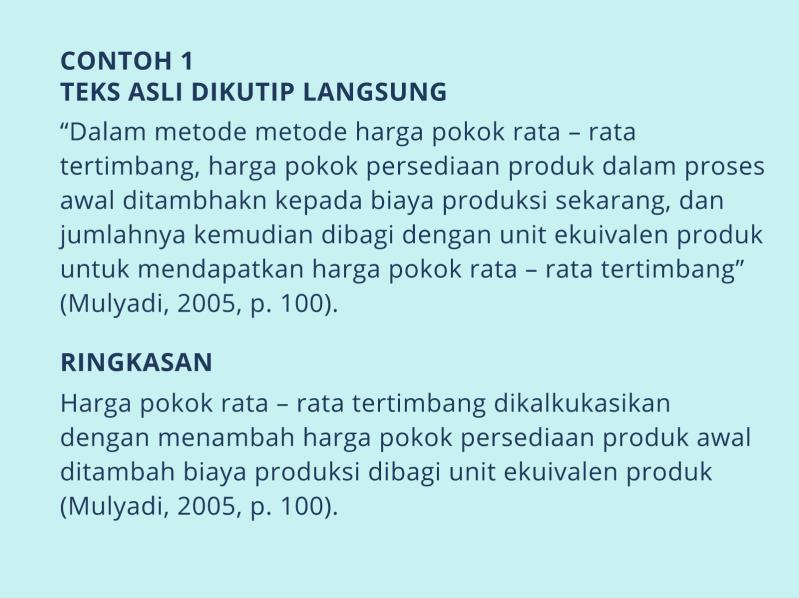 CONTOH 1
TEKS ASLI DIKUTIP LANGSUNG
“Dalam metode metode harga pokok rata – rata
tertimbang, harga pokok persediaan produk dalam proses
awal ditambhakn kepada biaya produksi sekarang, dan
jumlahnya kemudian dibagi dengan unit ekuivalen produk
untuk mendapatkan harga pokok rata – rata tertimbang”
(Mulyadi, 2005, p. 100).
RINGKASAN
Harga pokok rata – rata tertimbang dikalkukasikan
dengan menambah harga pokok persediaan produk awal
ditambah biaya produksi dibagi unit ekuivalen produk
(Mulyadi, 2005, p. 100).